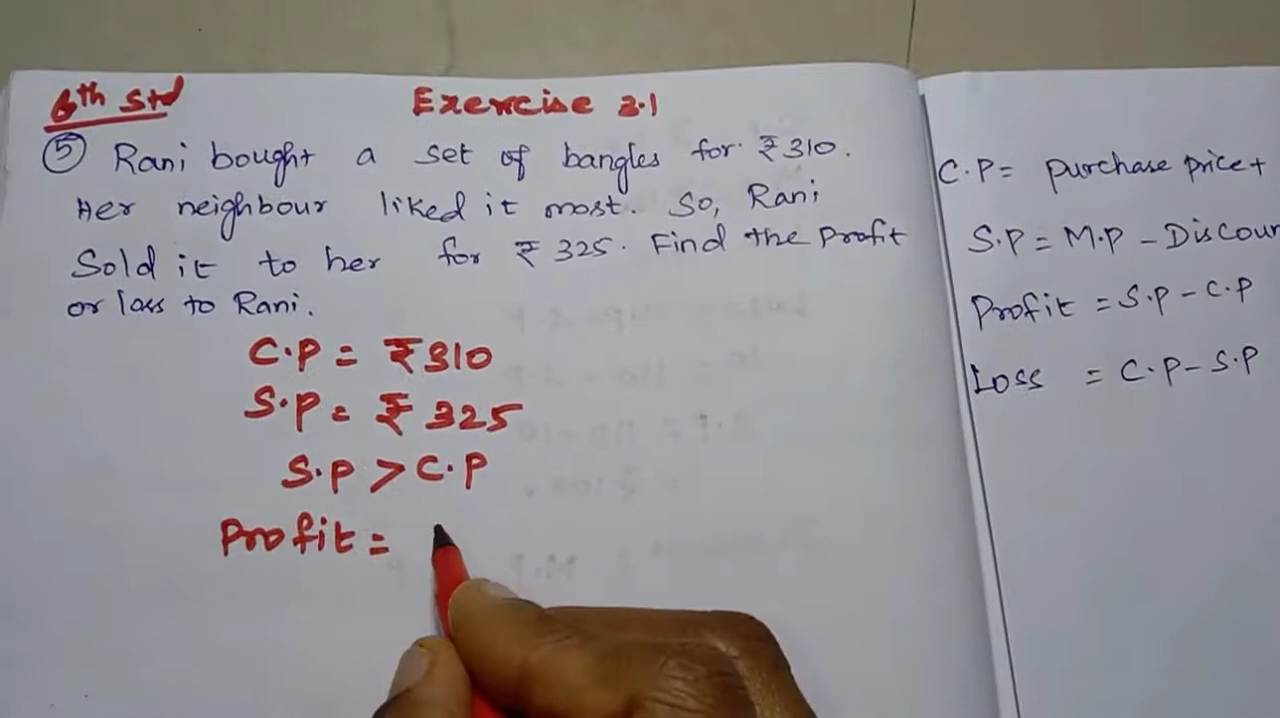 6th Std
Exercise 3.1
5 Rani bought a set of bangles for ₹310.
Her neighbour liked it most. So, Rani
Sold it to her for ₹ 325. Find the Profit
or loss to Rani.
C.P = ₹310
S.P = ₹ 325
S.P > C.P
Profit =
C.P = purchase price +
S.P = M.P - Discoun
Profit = S.P - C.P
Loss = C.P - S.P